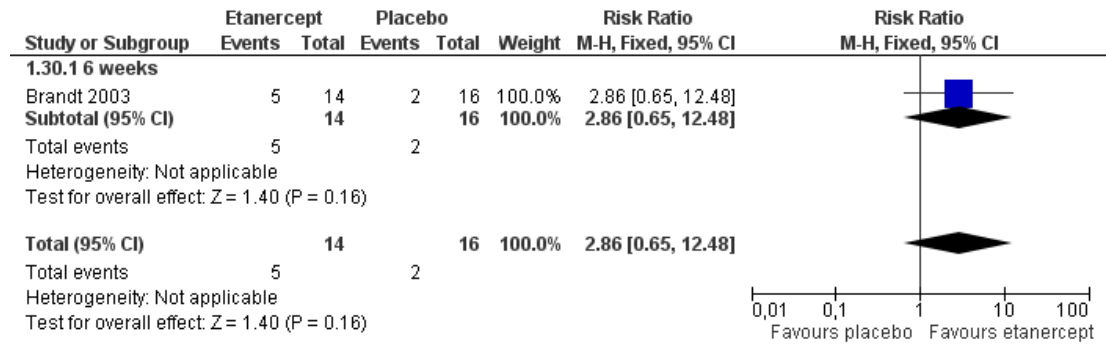 Etanercept Placebo Risk Ratio Risk Ratio
Study or Subgroup Events Total Events Total Weight M-H, Fixed, 95% CI M-H, Fixed, 95% CI
1.30.1 6 weeks
Brandt 2003 5 14 2 16 100.0% 2.86 [0.65, 12.48]
Subtotal (95% CI) 14 16 100.0% 2.86 [0.65, 12.48]
Total events 5 2
Heterogeneity: Not applicable
Test for overall effect: Z = 1.40 (P = 0.16)
Total (95% CI) 14 16 100.0% 2.86 [0.65, 12.48]
Total events 5 2
Heterogeneity: Not applicable
Test for overall effect: Z = 1.40 (P = 0.16)
0,01 0,1 1 10 100
Favours placebo Favours etanercept